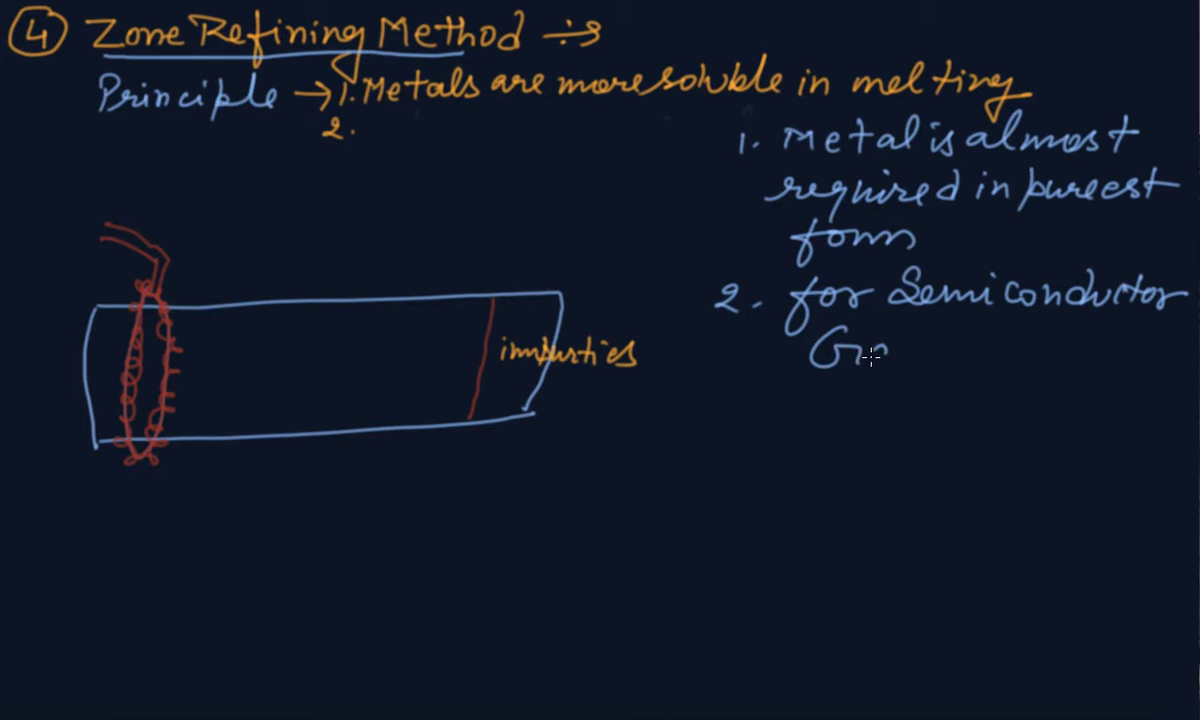 4 Zone Refining Method
Principle → 1. Metals are more soluble in melting
2.
1. Metal is almost
required in pureest
form
2. for Semiconductor
impurties